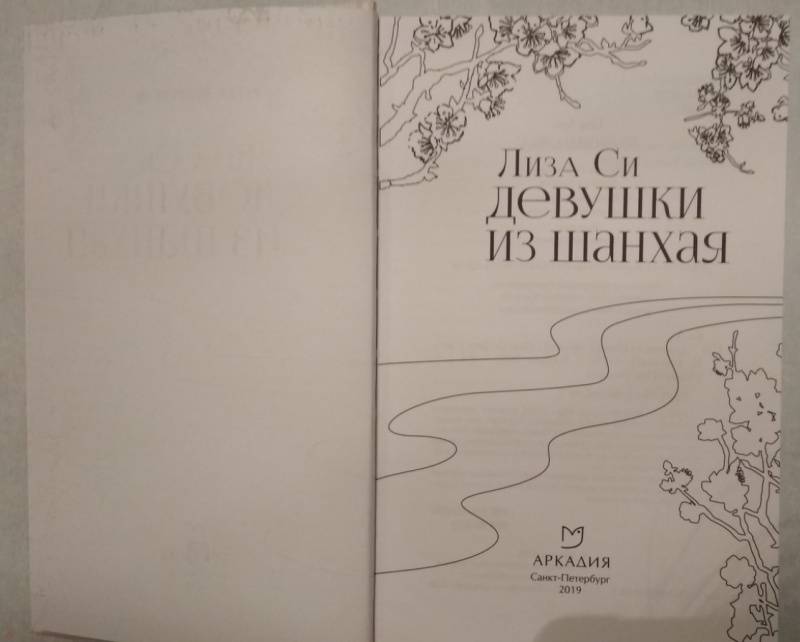 Лиза Си
девушки
из шанхая
АРКАДИЯ
Санкт-Петербург
2019